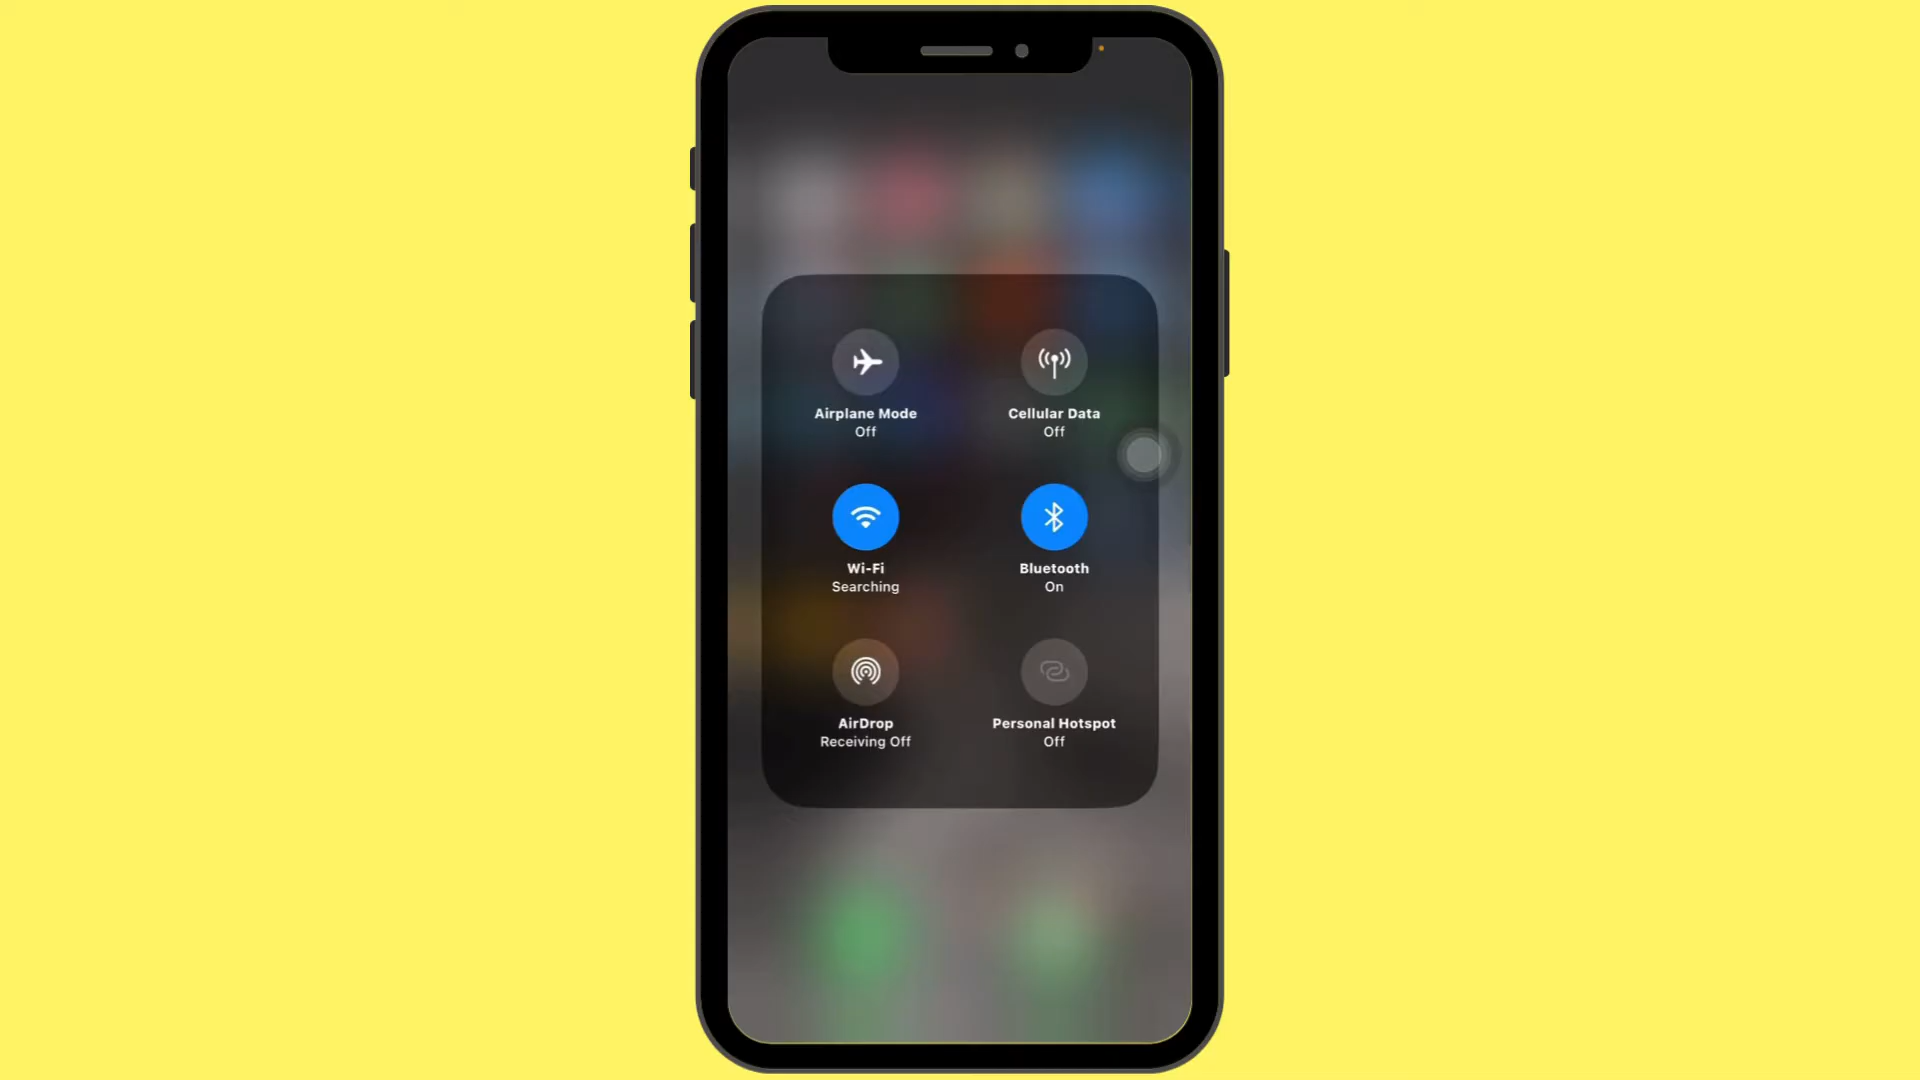 Airplane Mode
Off
Cellular Data
Off
Wi-Fi
Searching
Bluetooth
On
AirDrop
Receiving Off
Personal Hotspot
Off